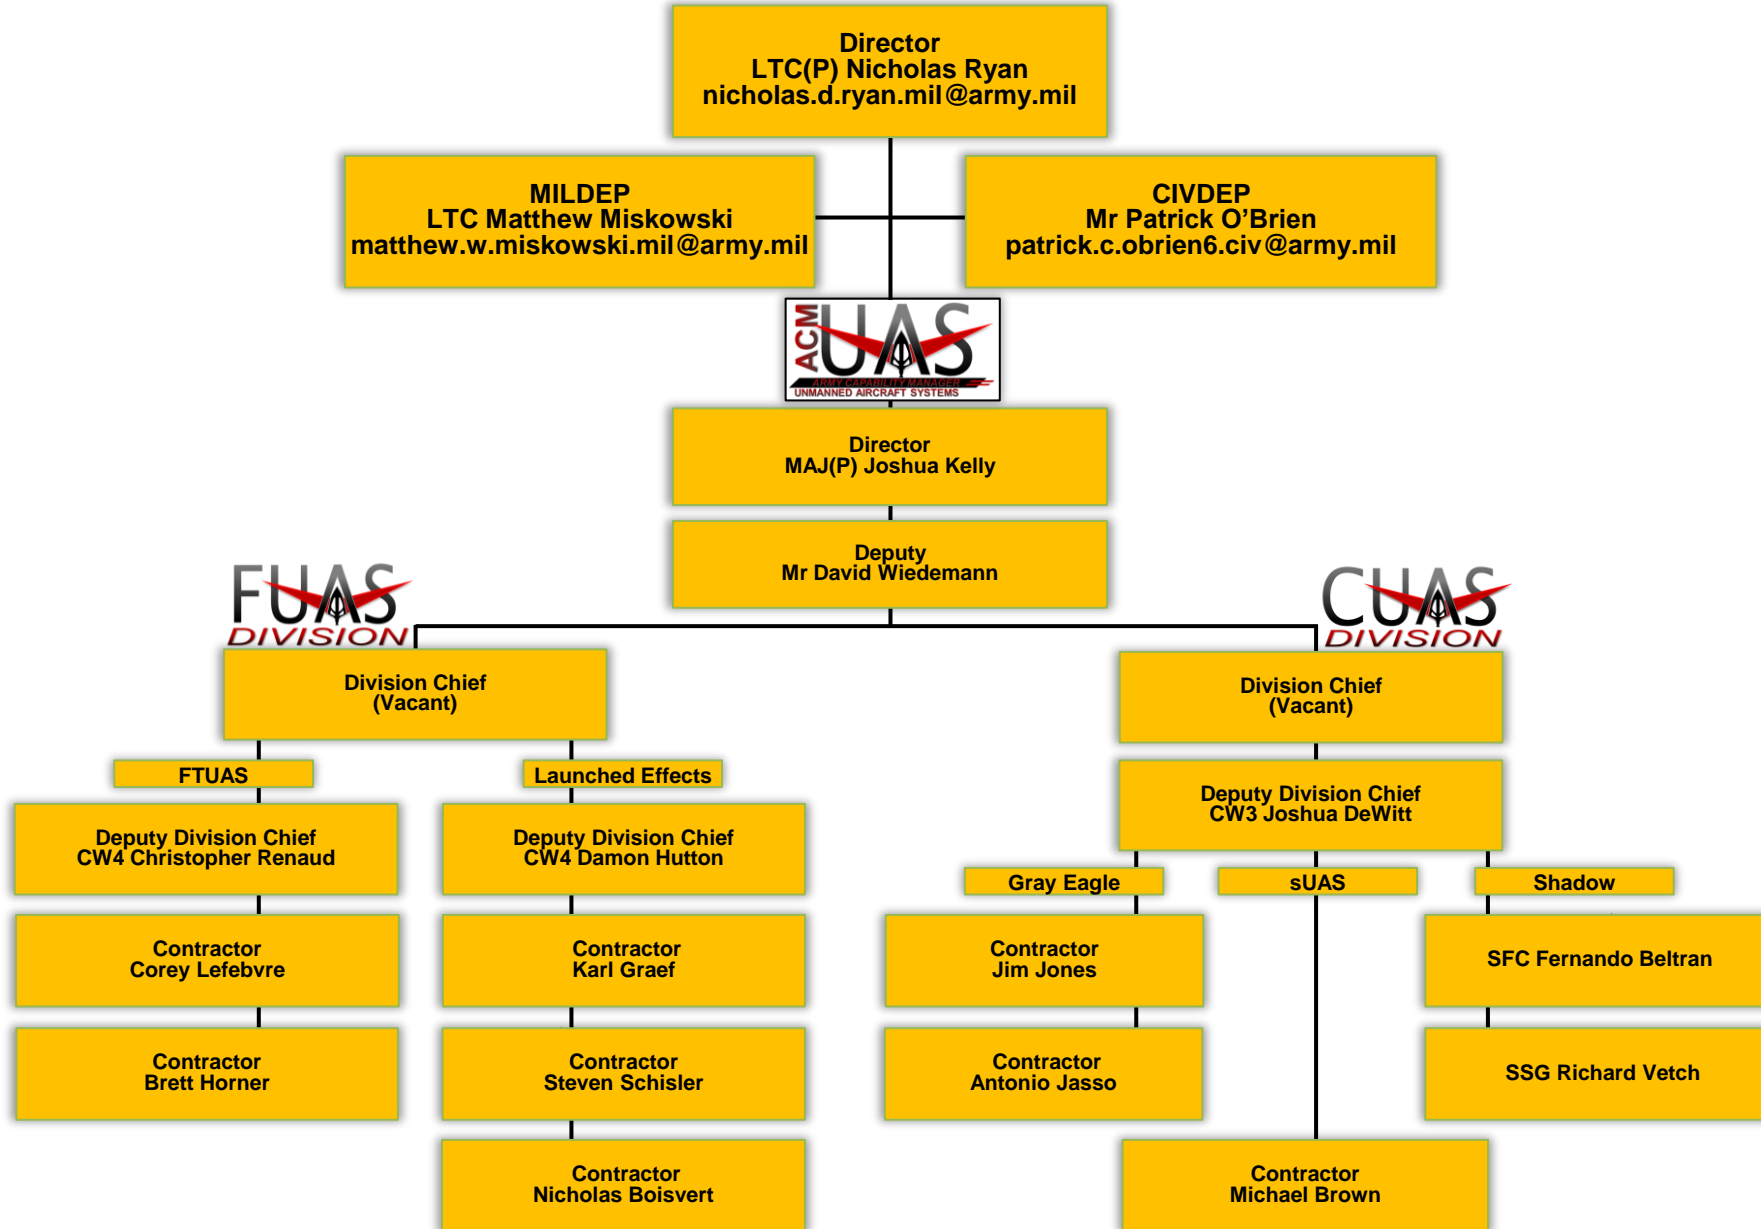 Director
LTC(P) Nicholas Ryan
nicholas.d.ryan.mil@army.mil
MILDEP
LTC Matthew Miskowski
matthew.w.miskowski.mil@army.mil
CIVDEP
Mr Patrick O’Brien
patrick.c.obrien6.civ@army.mil
ACM
UAS
ARMY CAPABILITY MANAGER
UNMANNED AIRCRAFT SYSTEMS
Director
MAJ(P) Joshua Kelly
Deputy
Mr David Wiedemann
FUAS
DIVISION
CUAS
DIVISION
Division Chief
(Vacant)
FTUAS
Deputy Division Chief
CW4 Christopher Renaud
Contractor
Corey Lefebvre
Contractor
Brett Horner
Launched Effects
Deputy Division Chief
CW4 Damon Hutton
Contractor
Karl Graef
Contractor
Steven Schisler
Contractor
Nicholas Boisvert
Division Chief
(Vacant)
Deputy Division Chief
CW3 Joshua DeWitt
Gray Eagle
Contractor
Jim Jones
Contractor
Antonio Jasso
sUAS
Contractor
Michael Brown
Shadow
SFC Fernando Beltran
SSG Richard Vetch